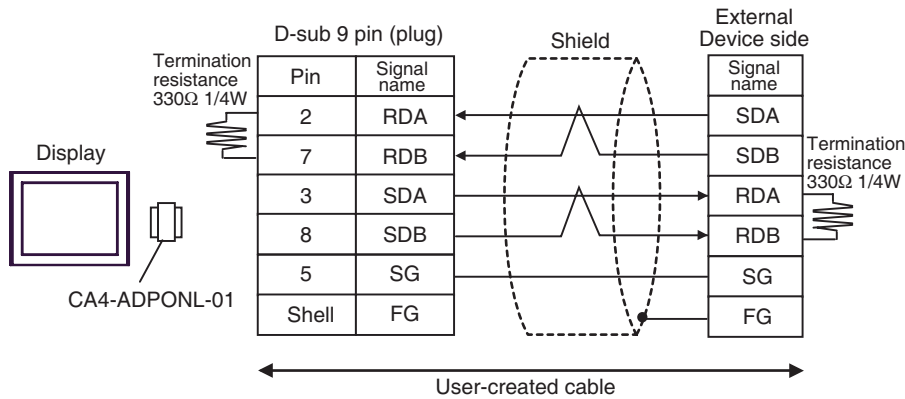 D-sub 9 pin (plug)
Shield
External
Device side
Termination
resistance
330Ω 1/4W
Pin
Signal
name
Signal
name
2
RDA
SDA
7
RDB
SDB
3
SDA
RDA
8
SDB
RDB
5
SG
SG
Shell
FG
FG
Termination
resistance
330Ω 1/4W
Display
CA4-ADPONL-01
User-created cable